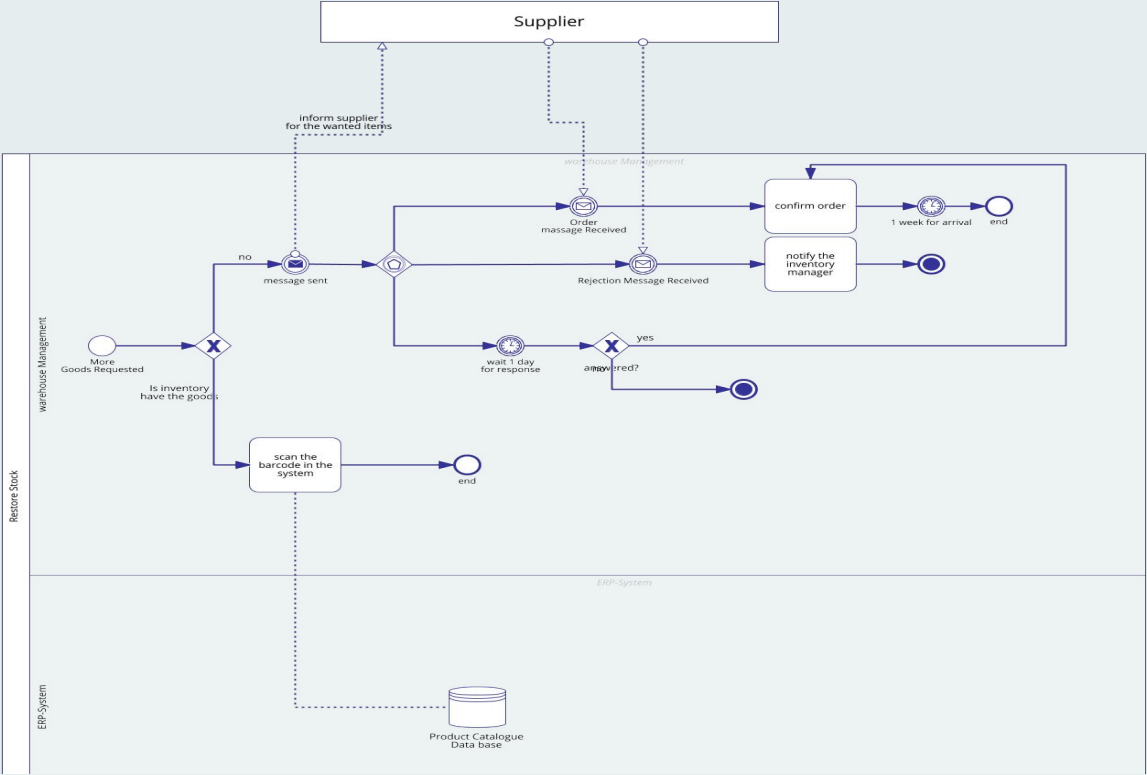 Supplier
inform supplier
for the wanted items
warehouse Management
Restore Stock
warehouse Management
ERP-System
no
message sent
Order
massage Received
Rejection Message Received
confirm order
1 week for arrival
end
notify the
inventory
manager
More
Goods Requested
Is inventory
have the goods
wait 1 day
for response
yes
answered?
no
scan the
barcode in the
system
end
ERP-System
Product Catalogue
Data base